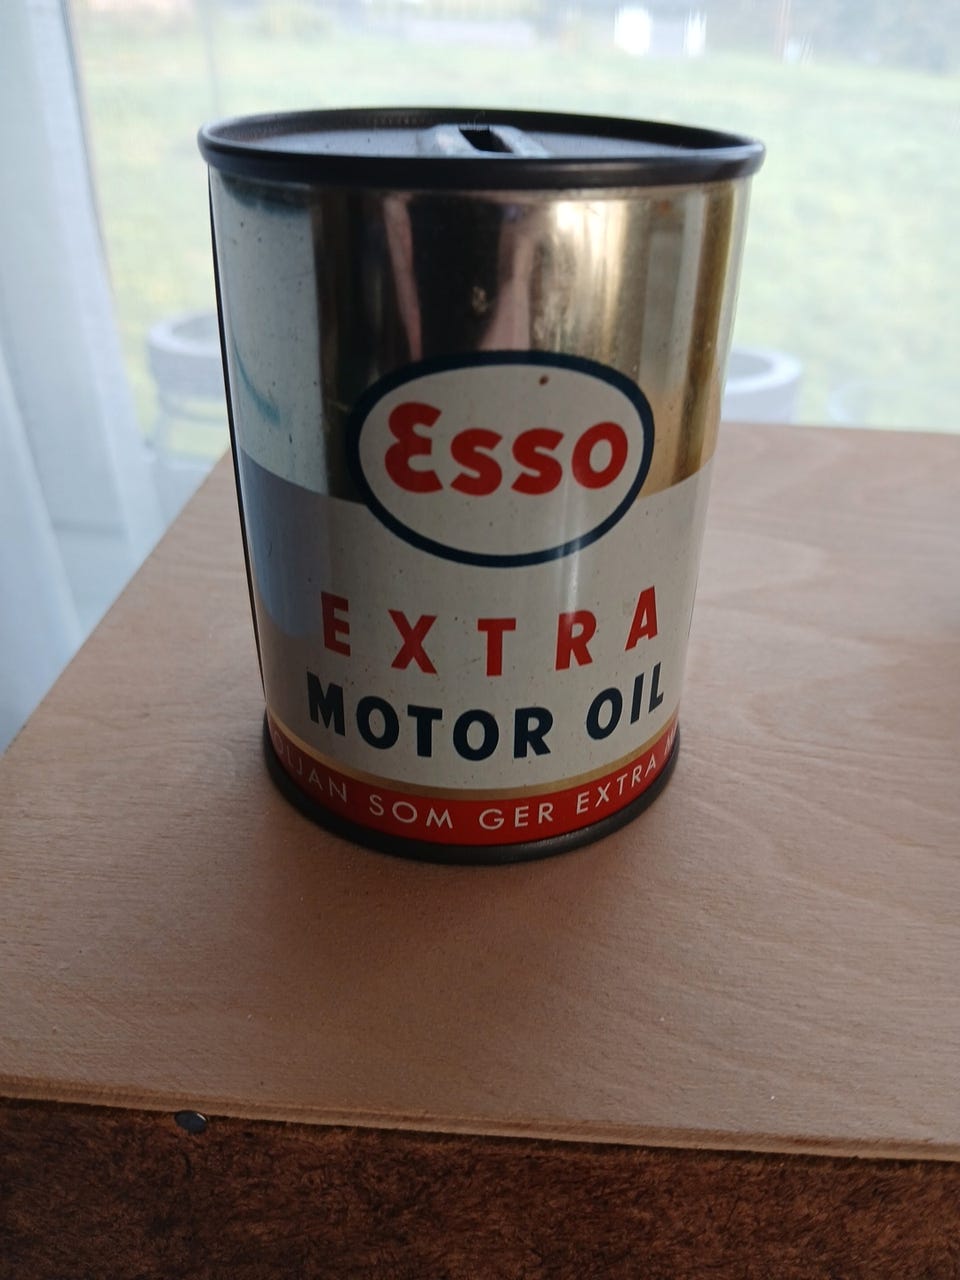 Esso
EXTRA
MOTOR OIL
OLJAN SOM GER EXTRA